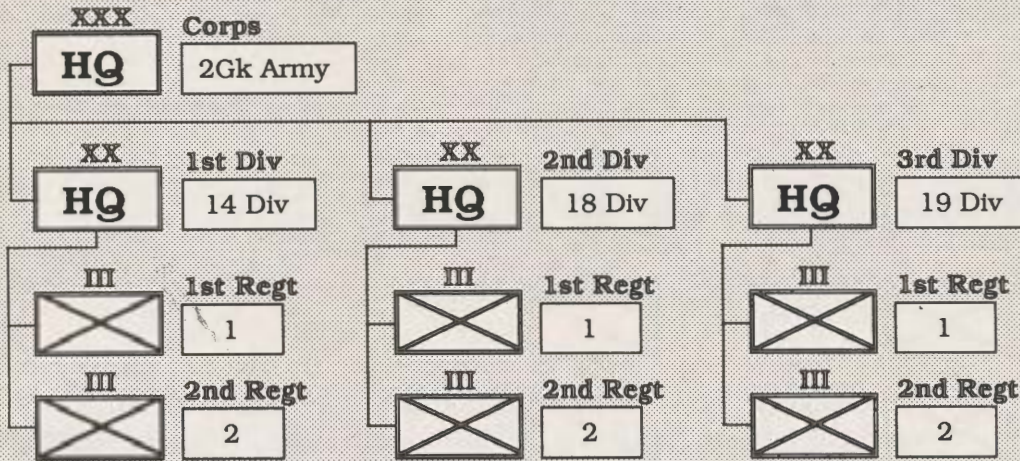 XXX
Corps
HQ
2Gk Army
XX
1st Div
XX
2nd Div
XX
3rd Div
HQ
14 Div
HQ
18 Div
HQ
19 Div
III
1st Regt
III
1st Regt
III
1st Regt
1
1
1
III
2nd Regt
III
2nd Regt
III
2nd Regt
2
2
2